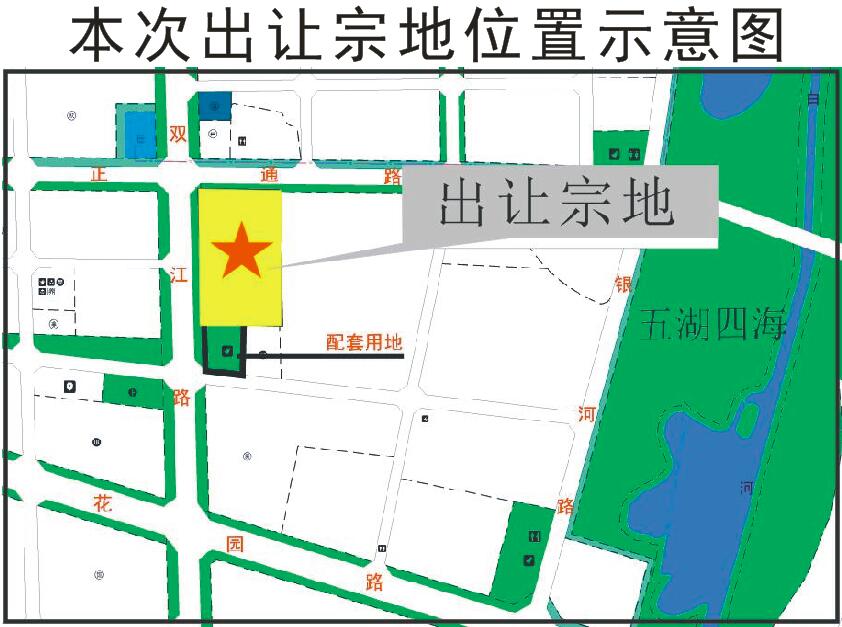 本次出让宗地位置示意图
双江路
正通路
出让宗地
银河路
五湖四海
配套用地
花园路
白河